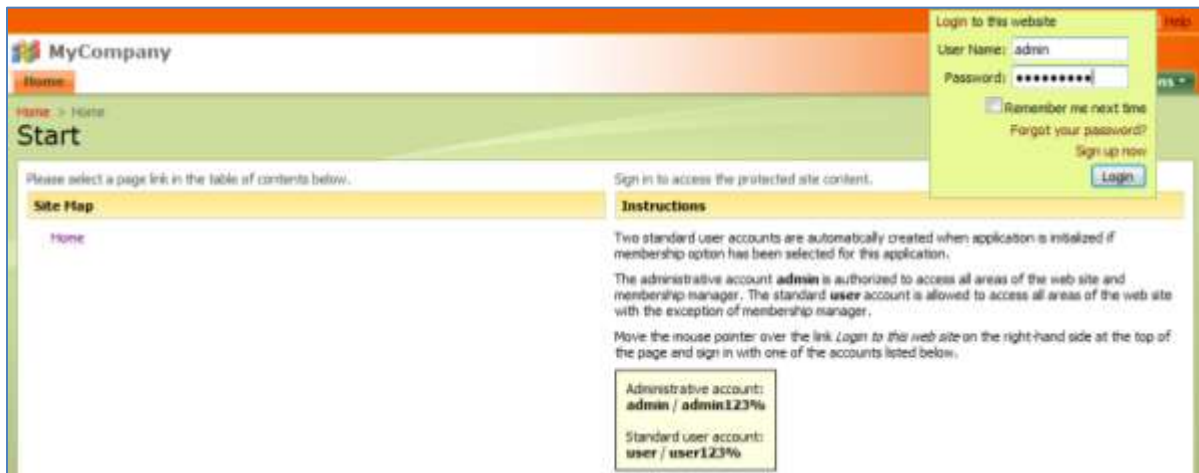 Login to this website
Help
User Name: admin
MyCompany
Password: •••••••••
Home
Remember me next time
Home > Home
Forgot your password?
Start
Sign up now
Login
Please select a page link in the table of contents below.
Sign in to access the protected site content.
Site Map
Instructions
Home
Two standard user accounts are automatically created when application is initialized if
membership option has been selected for this application.
The administrative account admin is authorized to access all areas of the web site and
membership manager. The standard user account is allowed to access all areas of the web site
with the exception of membership manager.
Move the mouse pointer over the link Login to this web site on the right-hand side at the top of
the page and sign in with one of the accounts listed below.
Administrative account:
admin / admin123%
Standard user account:
user / user123%